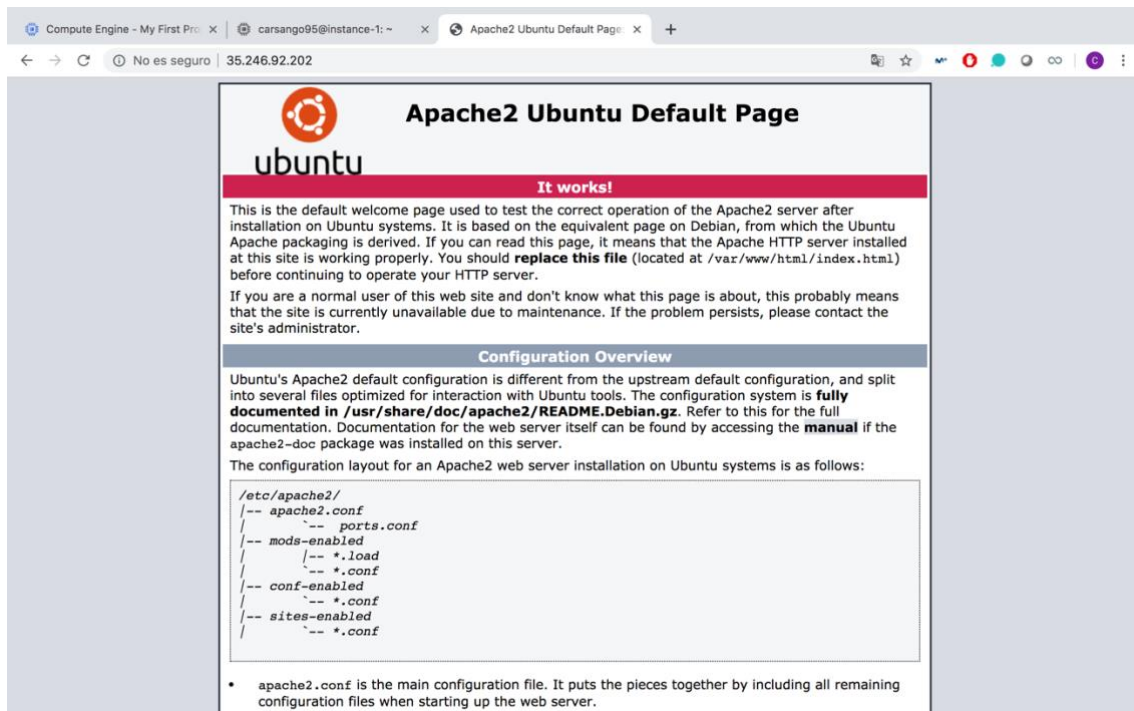 Compute Engine - My First Pro
carsango95@instance-1: ~
Apache2 Ubuntu Default Page
No es seguro
35.246.92.202
C
ubuntu
Apache2 Ubuntu Default Page
It works!
This is the default welcome page used to test the correct operation of the Apache2 server after
installation on Ubuntu systems. It is based on the equivalent page on Debian, from which the Ubuntu
Apache packaging is derived. If you can read this page, it means that the Apache HTTP server installed
at this site is working properly. You should replace this file (located at /var/www/html/index.html)
before continuing to operate your HTTP server.
If you are a normal user of this web site and don't know what this page is about, this probably means
that the site is currently unavailable due to maintenance. If the problem persists, please contact the
site's administrator.
Configuration Overview
Ubuntu's Apache2 default configuration is different from the upstream default configuration, and split
into several files optimized for interaction with Ubuntu tools. The configuration system is fully
documented in /usr/share/doc/apache2/README.Debian.gz. Refer to this for the full
documentation. Documentation for the web server itself can be found by accessing the manual if the
apache2-doc package was installed on this server.
The configuration layout for an Apache2 web server installation on Ubuntu systems is as follows:
/etc/apache2/
|-- apache2.conf
|       `--  ports.conf
|-- mods-enabled
|       |-- *.load
|       `-- *.conf
|-- conf-enabled
|       `-- *.conf
|-- sites-enabled
|       `-- *.conf
• apache2.conf is the main configuration file. It puts the pieces together by including all remaining
configuration files when starting up the web server.